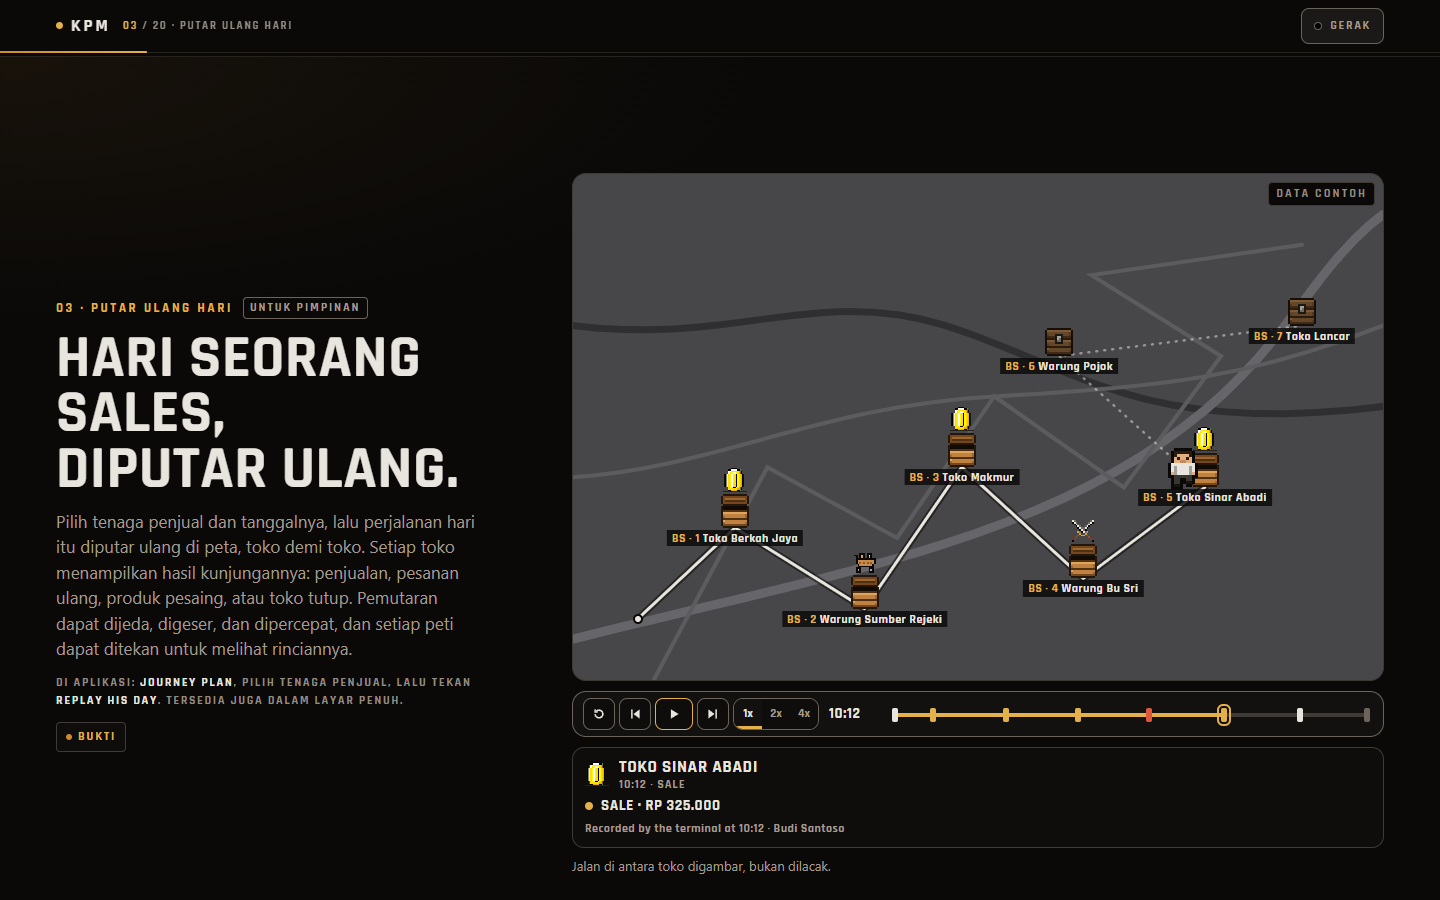 KPM
03 / 20 · PUTAR ULANG HARI
GERAK
03 · PUTAR ULANG HARI
UNTUK PIMPINAN
HARI SEORANG
SALES,
DIPUTAR ULANG.
Pilih tenaga penjual dan tanggalnya, lalu perjalanan hari
itu diputar ulang di peta, toko demi toko. Setiap toko
menampilkan hasil kunjungannya: penjualan, pesanan
ulang, produk pesaing, atau toko tutup. Pemutaran
dapat dijeda, digeser, dan dipercepat, dan setiap peti
dapat ditekan untuk melihat rinciannya.
DI APLIKASI: JOURNEY PLAN, PILIH TENAGA PENJUAL, LALU TEKAN
REPLAY HIS DAY. TERSEDIA JUGA DALAM LAYAR PENUH.
BUKTI
DATA CONTOH
BS · 7 Toko Lancar
BS · 6 Warung Pojok
BS · 3 Toko Makmur
BS · 5 Toko Sinar Abadi
BS · 1 Toko Berkah Jaya
BS · 4 Warung Bu Sri
BS · 2 Warung Sumber Rejeki
1x
2x
4x
10:12
TOKO SINAR ABADI
10:12 · SALE
SALE · RP 325.000
Recorded by the terminal at 10:12 · Budi Santoso
Jalan di antara toko digambar, bukan dilacak.